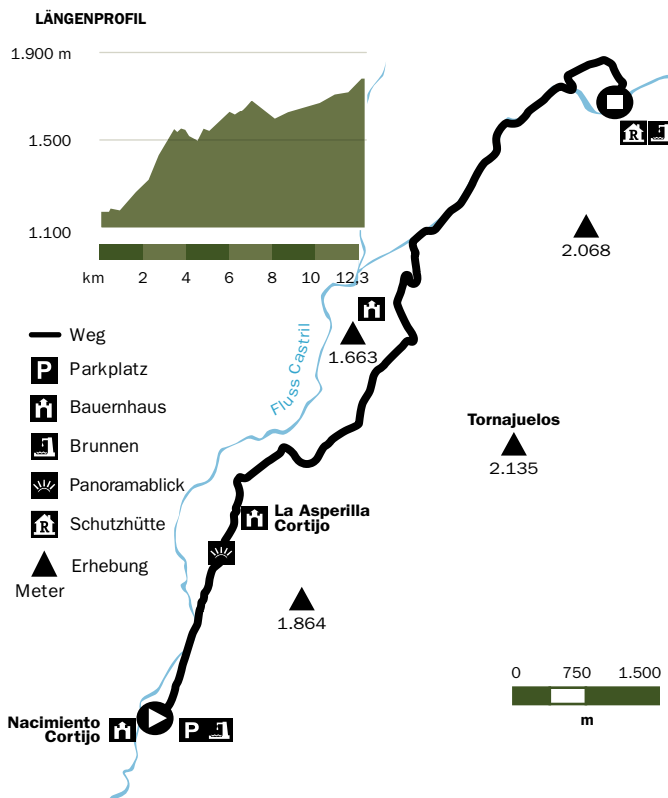 LÄNGENPROFIL
1.900 m
1.500
1.100
km 2 4 6 8 10 12,3
R
2.068
1.663
Fluss Castril
Weg
P Parkplatz
Bauernhaus
Brunnen
Panoramablick
R Schutzhütte
Erhebung
Meter
Tornajuelos
2.135
La Asperilla
Cortijo
1.864
0 750 1.500
m
Nacimiento
Cortijo
P